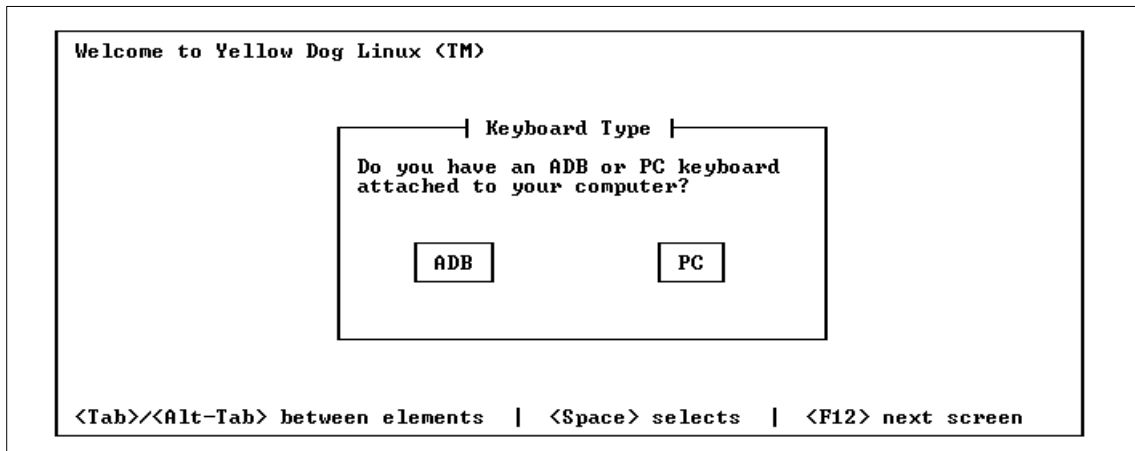 Welcome to Yellow Dog Linux <TM>
Keyboard Type
Do you have an ADB or PC keyboard
attached to your computer?
ADB PC
<Tab>/<Alt-Tab> between elements | <Space> selects | <F12> next screen